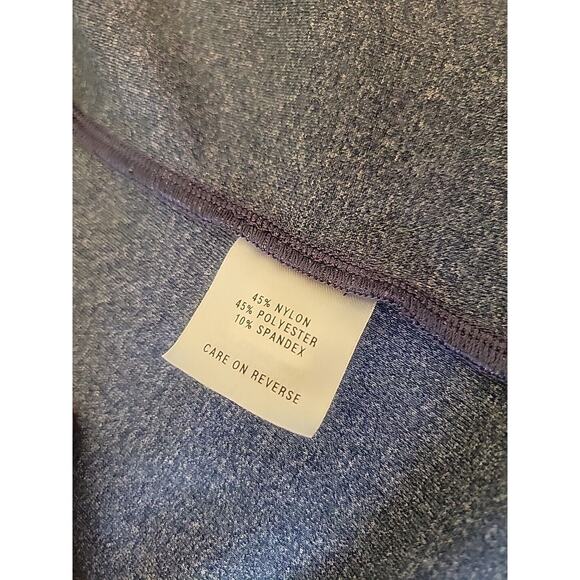 45% NYLON
45% POLYESTER
10% SPANDEX
CARE ON REVERSE